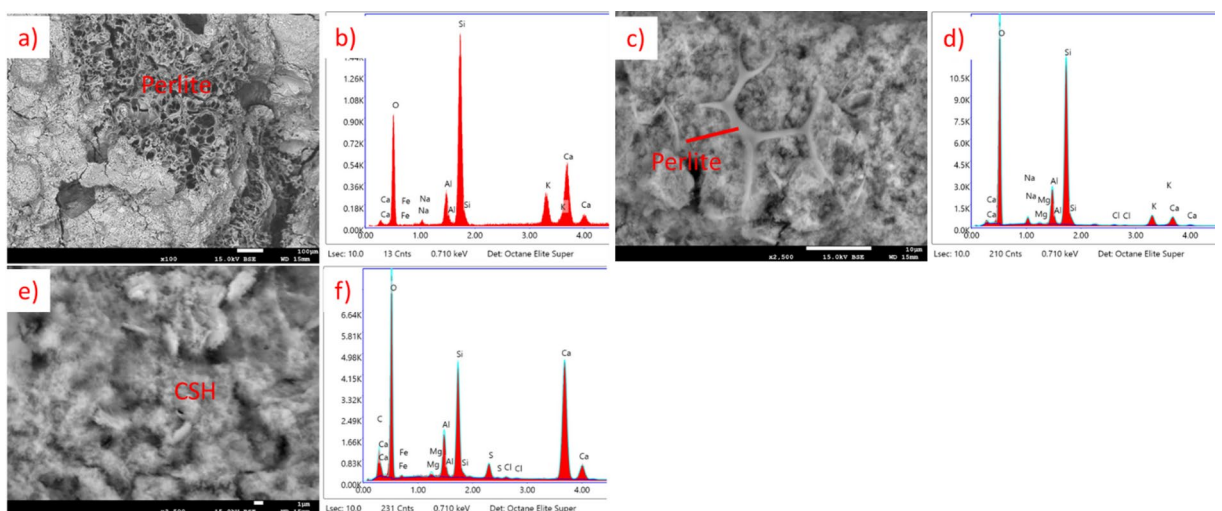 a)
Perlite
100µm
x100 15.0kV BSE WD 15mm
b)
Si
1.44K
1.26K
1.08K
0.90K
0.72K
0.54K
0.36K
0.18K
0.00K
O
Ca
Ca
Fe
Fe
Na
Na
Al
Al
Si
K
K
Ca
Ca
0.00 1.00 2.00 3.00 4.00
Lsec: 10.0 13 Cnts 0.710 keV Det: Octane Elite Super
c)
Perlite
10µm
x2,500 15.0kV BSE WD 15mm
d)
O
Si
10.5K
9.0K
7.5K
6.0K
4.5K
3.0K
1.5K
0.0K
Ca
Ca
Na
Na
Mg
Mg
Al
Al
Si
Cl
Cl
K
K
Ca
Ca
0.00 1.00 2.00 3.00 4.00
Lsec: 10.0 210 Cnts 0.710 keV Det: Octane Elite Super
e)
CSH
1µm
f)
O
6.64K
5.81K
4.98K
4.15K
3.32K
2.49K
1.66K
0.83K
0.00K
C
Ca
Ca
Fe
Fe
Mg
Mg
Al
Al
Si
Si
S
S
Cl
Cl
Ca
Ca
0.00 1.00 2.00 3.00 4.00
Lsec: 10.0 231 Cnts 0.710 keV Det: Octane Elite Super